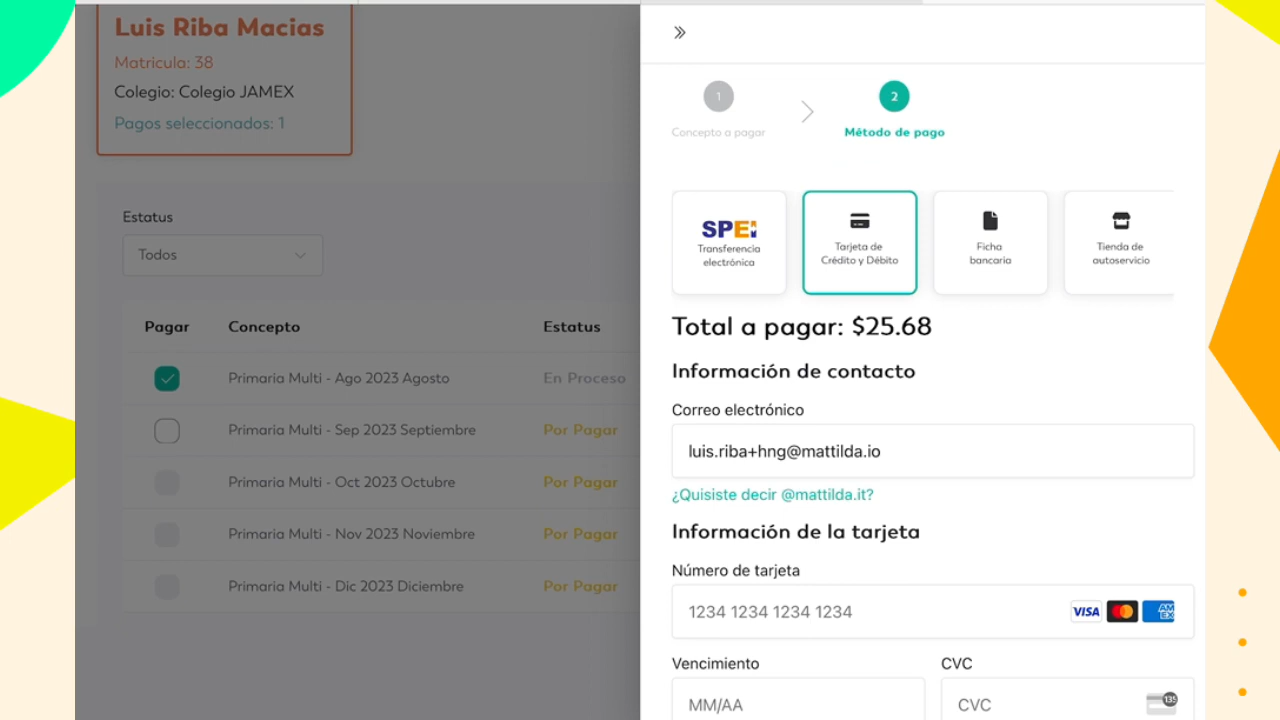 Luis Riba Macias
Matricula: 38
Colegio: Colegio JAMEX
Pagos seleccionados: 1
Estatus
Todos
Pagar Concepto Estatus
Primaria Multi - Ago 2023 Agosto En Proceso
Primaria Multi - Sep 2023 Septiembre Por Pagar
Primaria Multi - Oct 2023 Octubre Por Pagar
Primaria Multi - Nov 2023 Noviembre Por Pagar
Primaria Multi - Dic 2023 Diciembre Por Pagar
1
Concepto a pagar
2
Método de pago
SPEI
Transferencia
electrónica
Tarjeta de
Crédito y Débito
Ficha
bancaria
Tienda de
autoservicio
Total a pagar: $25.68
Información de contacto
Correo electrónico
luis.riba+hng@mattilda.io
¿Quisiste decir @mattilda.it?
Información de la tarjeta
Número de tarjeta
1234 1234 1234 1234 VISA AMEX
Vencimiento CVC
MM/AA CVC 135